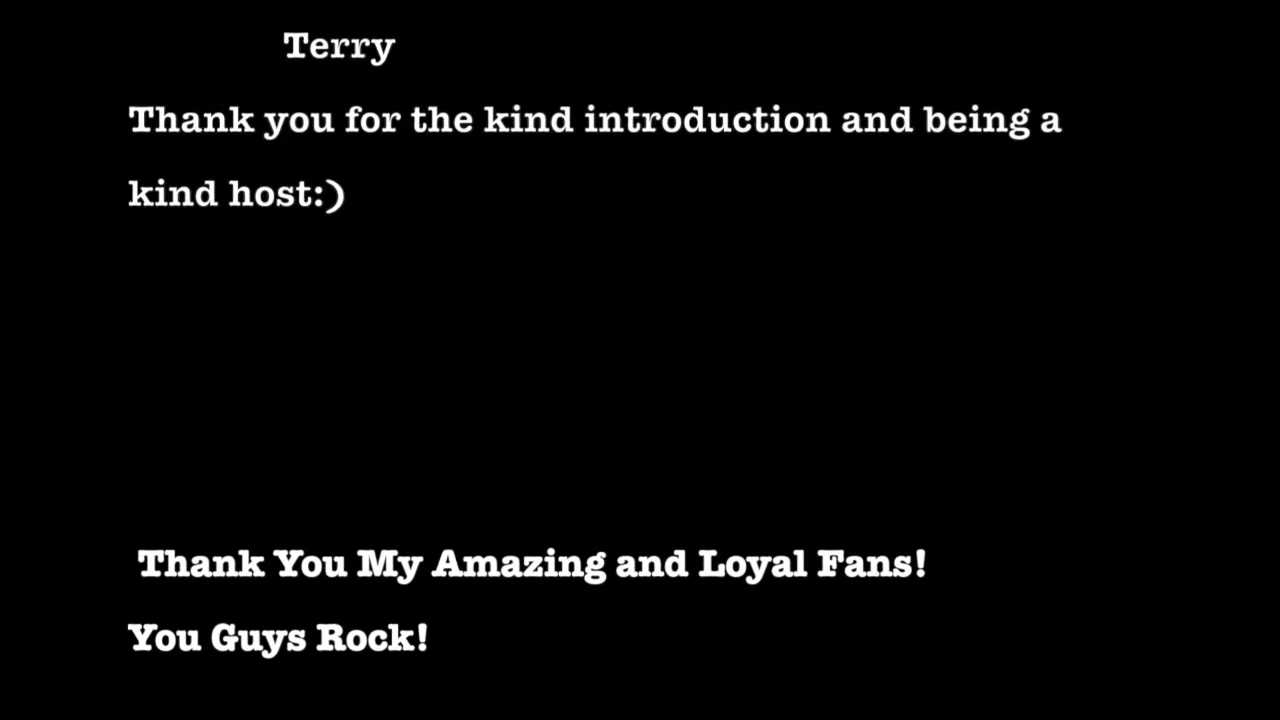 Terry
Thank you for the kind introduction and being a
kind host:)
Thank You My Amazing and Loyal Fans!
You Guys Rock!